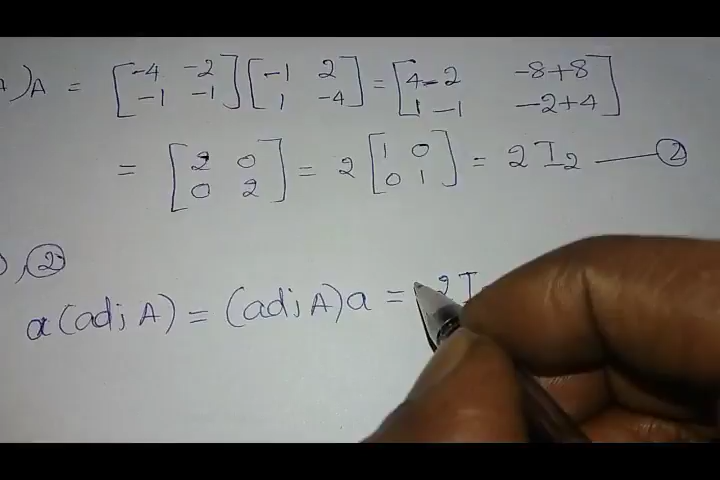 A)A = [-4 -2 -1 -1] [-1 2 1 -4] = [4-2 -8+8 1-1 -2+4]
= [2 0 0 2] = 2 [1 0 0 1] = 2I₂ — ②
), ②
a(adj A) = (adj A)a = 2I